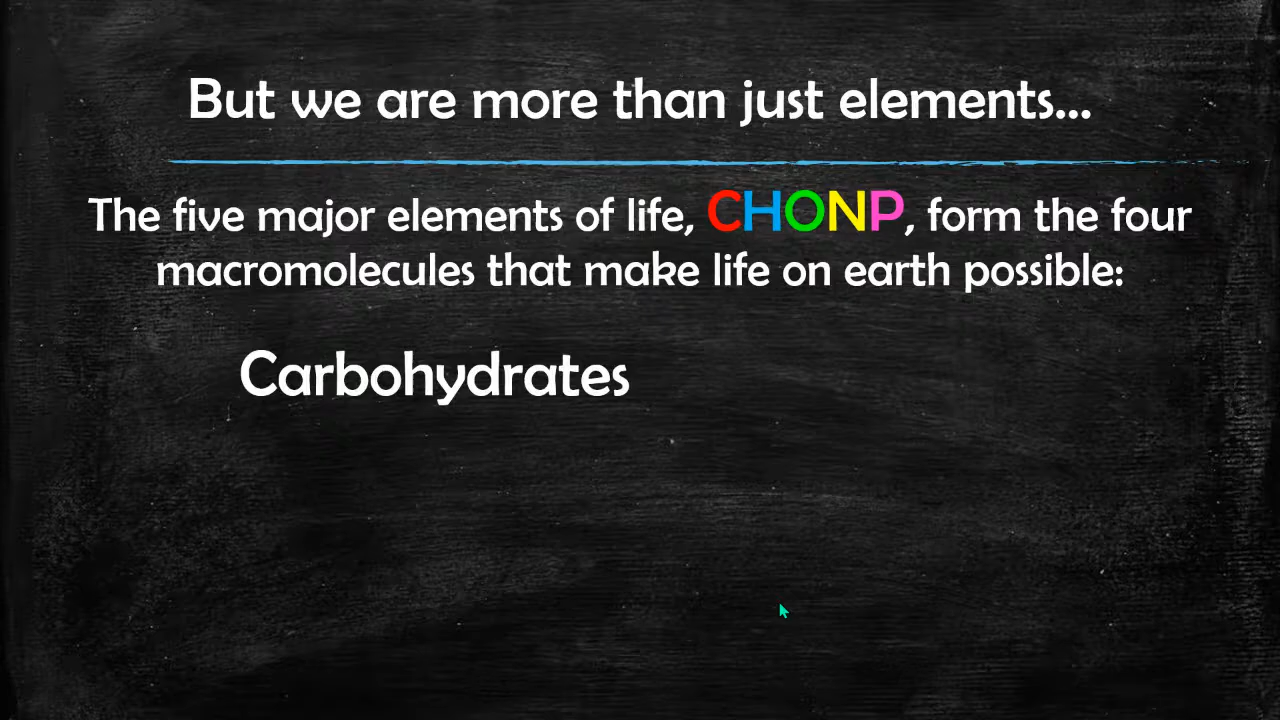 But we are more than just elements...
The five major elements of life, CHONP, form the four
macromolecules that make life on earth possible:
Carbohydrates